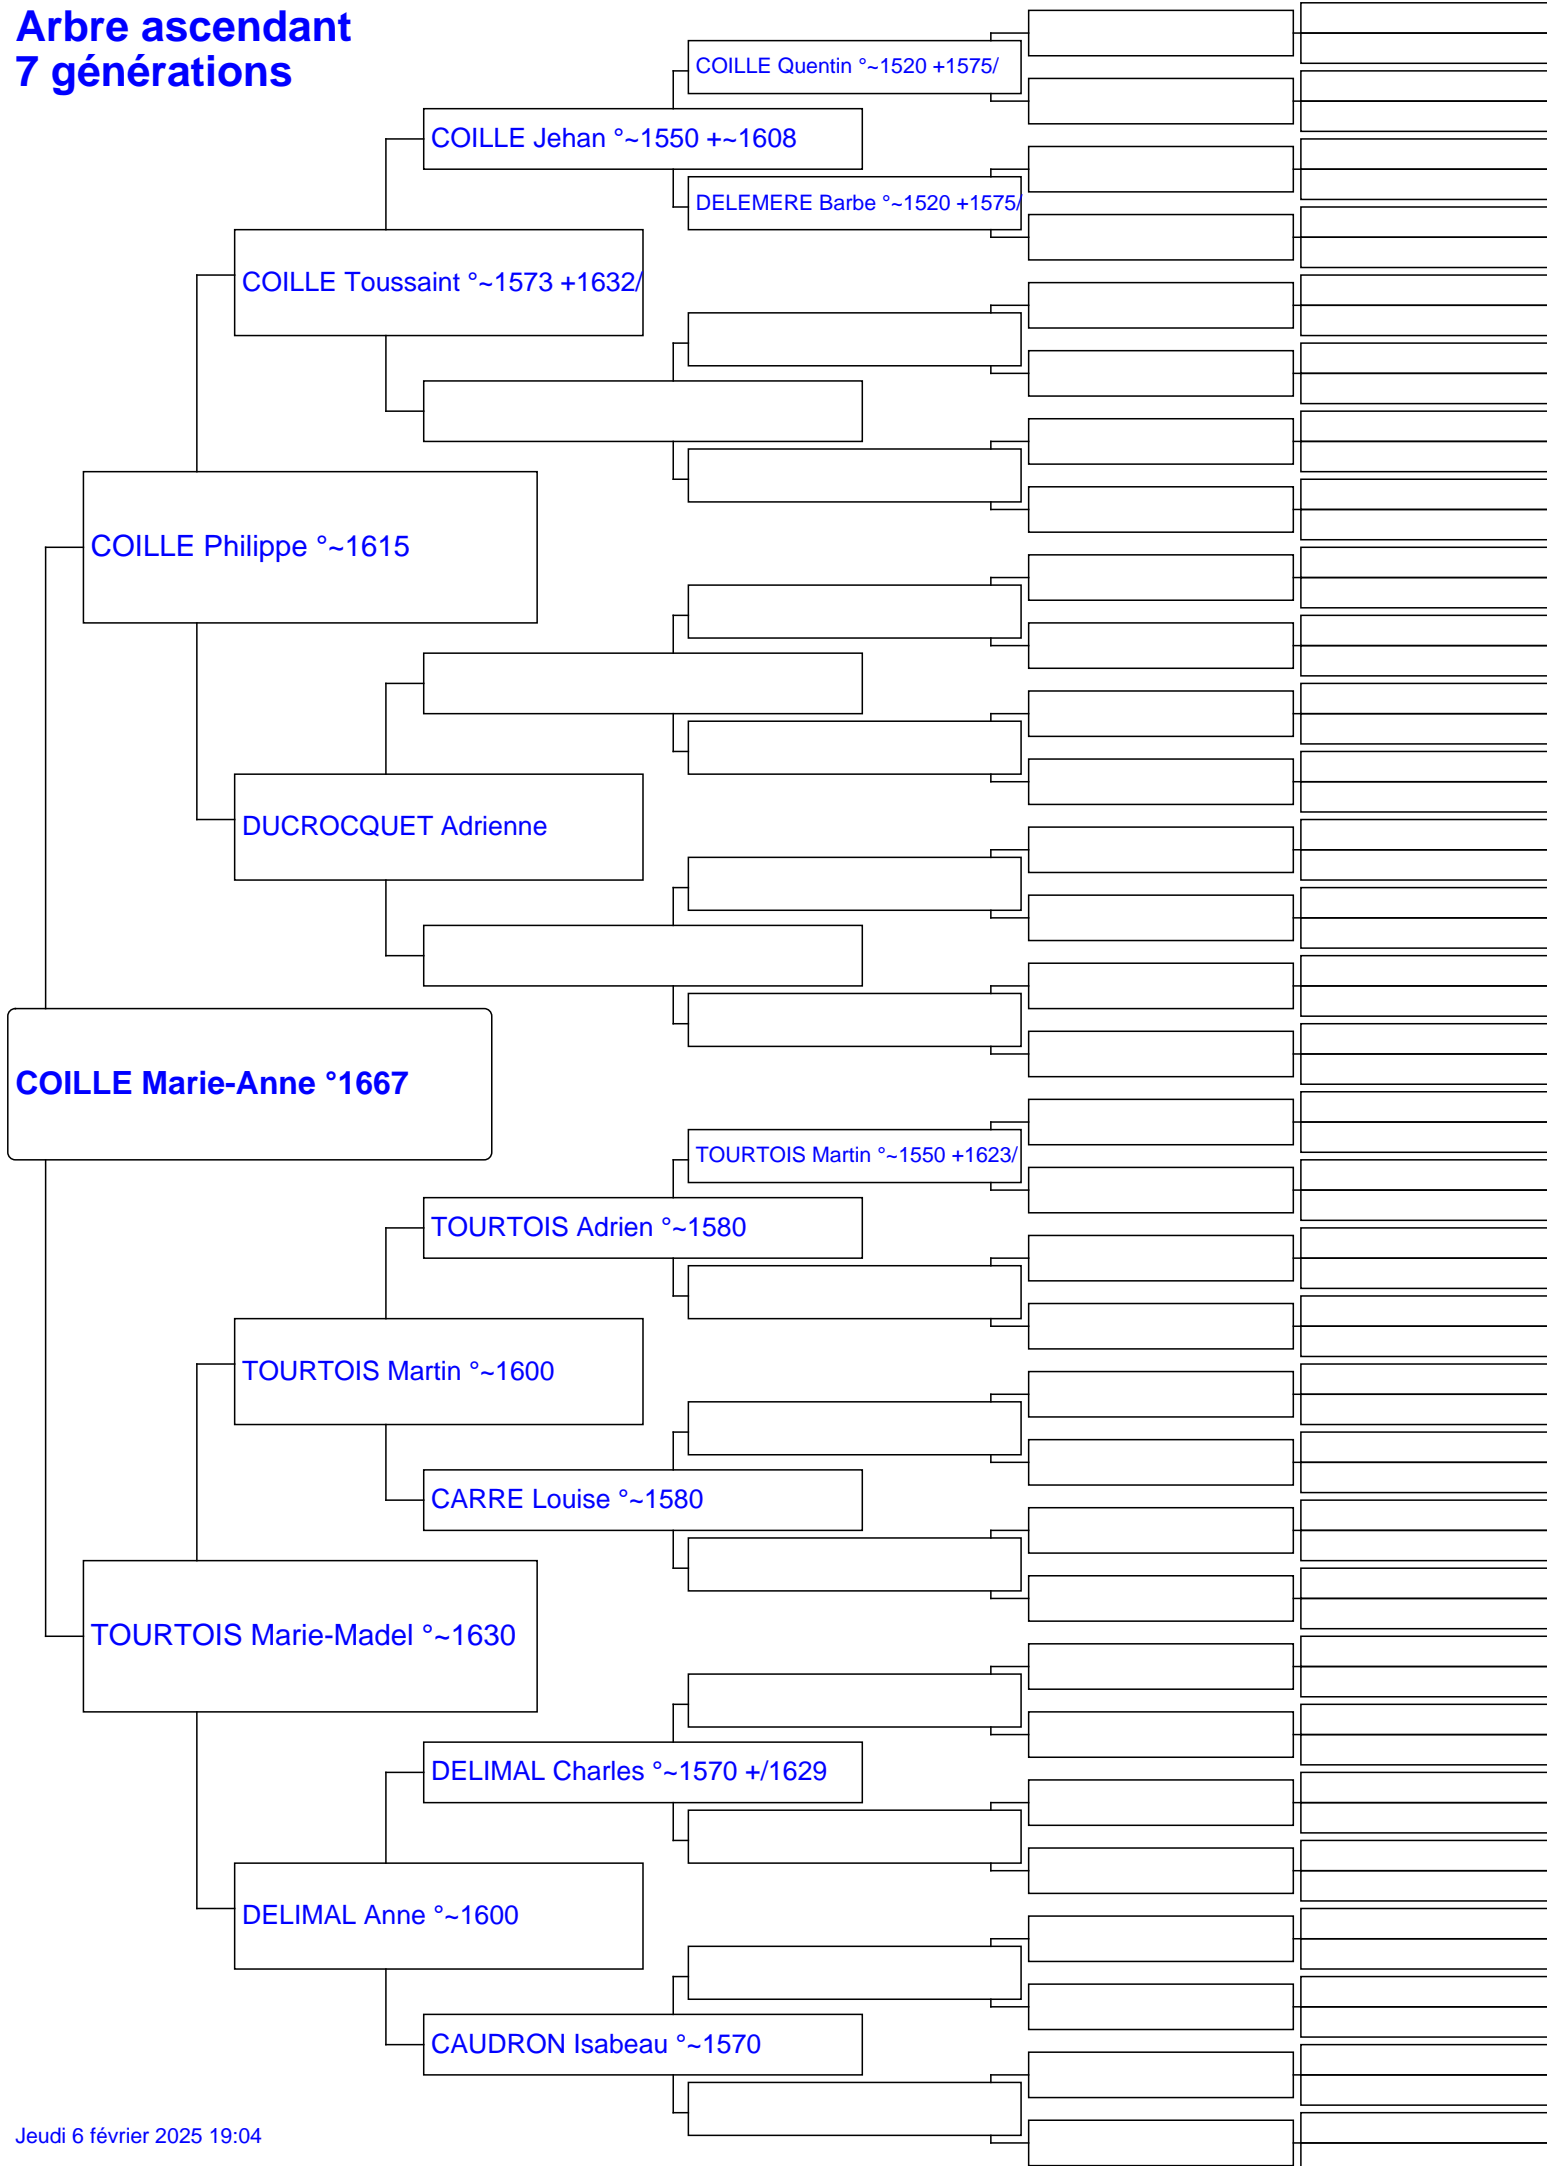 Arbre ascendant
7 générations
COILLE Quentin °~1520 +1575/
COILLE Jehan °~1550 +~1608
DELEMERE Barbe °~1520 +1575/
COILLE Toussaint °~1573 +1632/
COILLE Philippe °~1615
DUCROCQUET Adrienne
COILLE Marie-Anne °1667
TOURTOIS Martin °~1550 +1623/
TOURTOIS Adrien °~1580
TOURTOIS Martin °~1600
CARRE Louise °~1580
TOURTOIS Marie-Madel °~1630
DELIMAL Charles °~1570 +/1629
DELIMAL Anne °~1600
CAUDRON Isabeau °~1570
Jeudi 6 février 2025 19:04